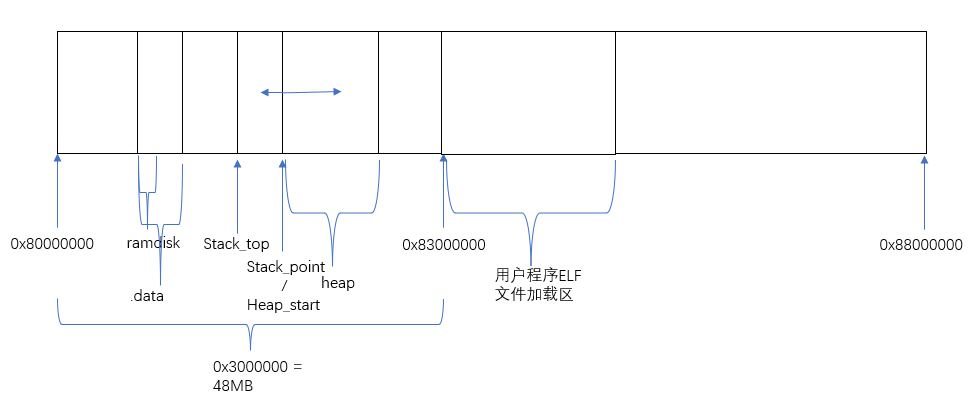 0x80000000
ramdisk
.data
Stack_top
Stack_point
/
Heap_start
heap
0x83000000
用户程序ELF
文件加载区
0x88000000
0x3000000 =
48MB